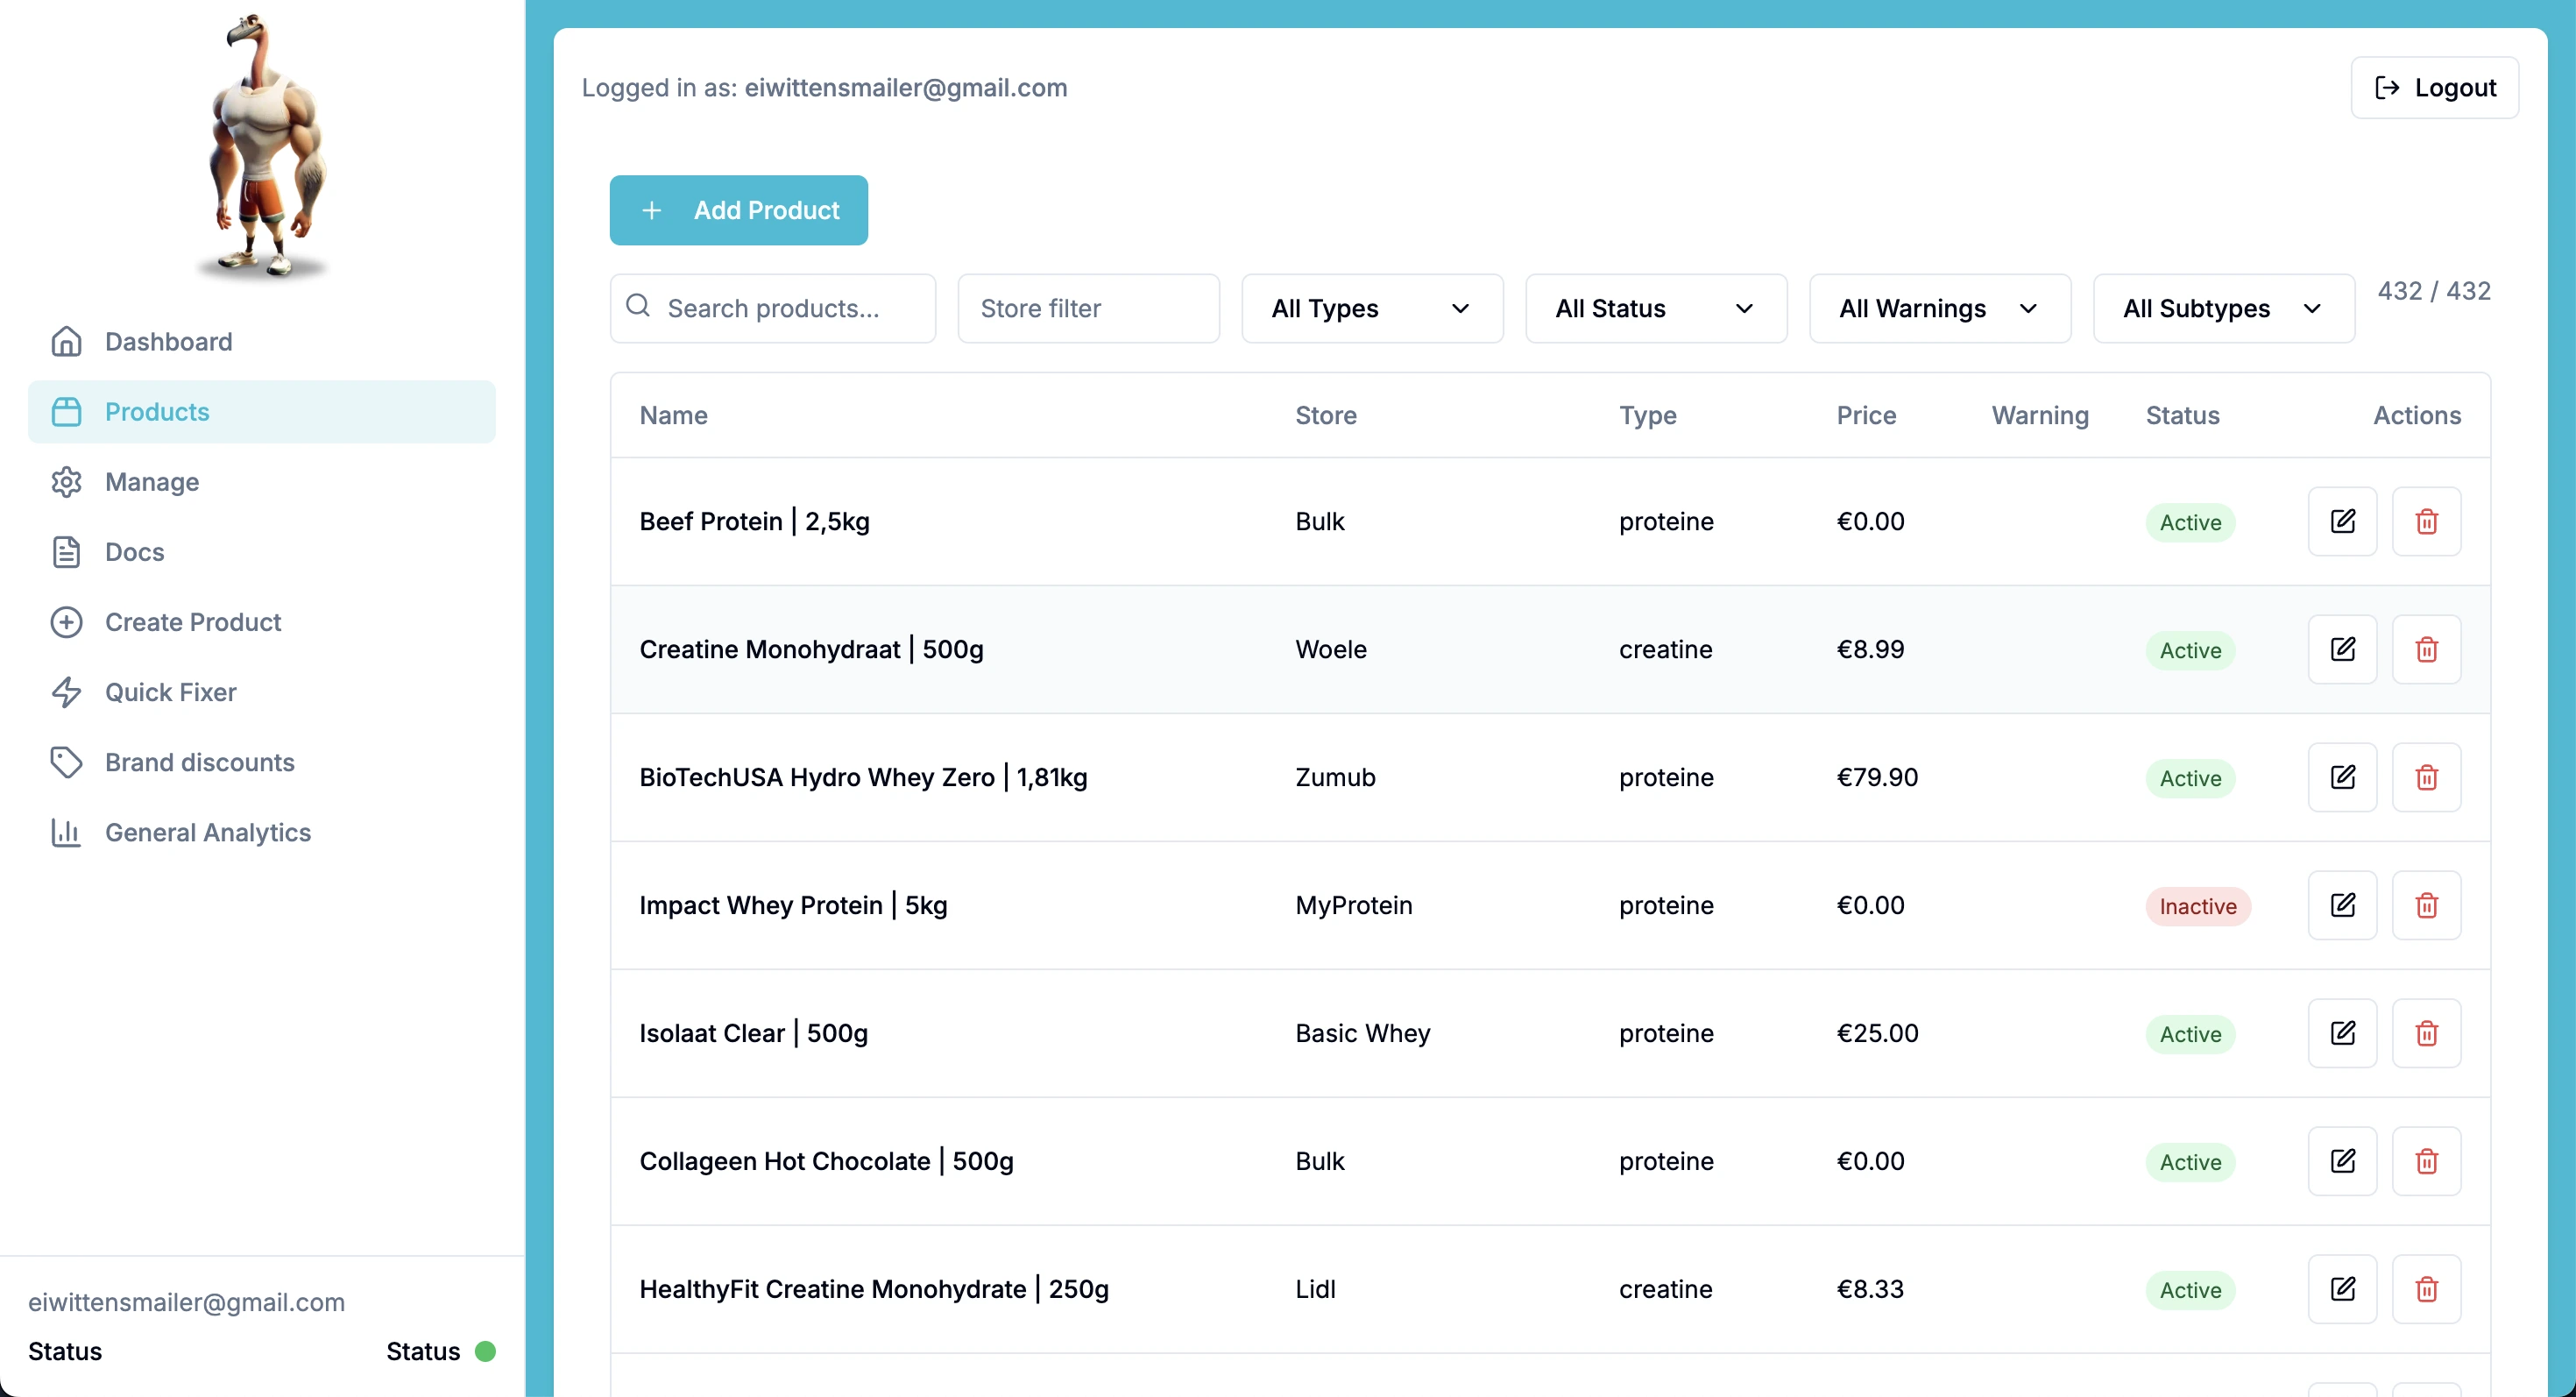 Dashboard
Products
Manage
Docs
Create Product
Quick Fixer
Brand discounts
General Analytics
eiwittensmailer@gmail.com
Status Status
Logged in as: eiwittensmailer@gmail.com
Logout
+ Add Product
Search products... Store filter All Types All Status All Warnings All Subtypes 432 / 432
Name Store Type Price Warning Status Actions
Beef Protein | 2,5kg Bulk proteine €0.00 Active
Creatine Monohydraat | 500g Woele creatine €8.99 Active
BioTechUSA Hydro Whey Zero | 1,81kg Zumub proteine €79.90 Active
Impact Whey Protein | 5kg MyProtein proteine €0.00 Inactive
Isolaat Clear | 500g Basic Whey proteine €25.00 Active
Collageen Hot Chocolate | 500g Bulk proteine €0.00 Active
HealthyFit Creatine Monohydrate | 250g Lidl creatine €8.33 Active